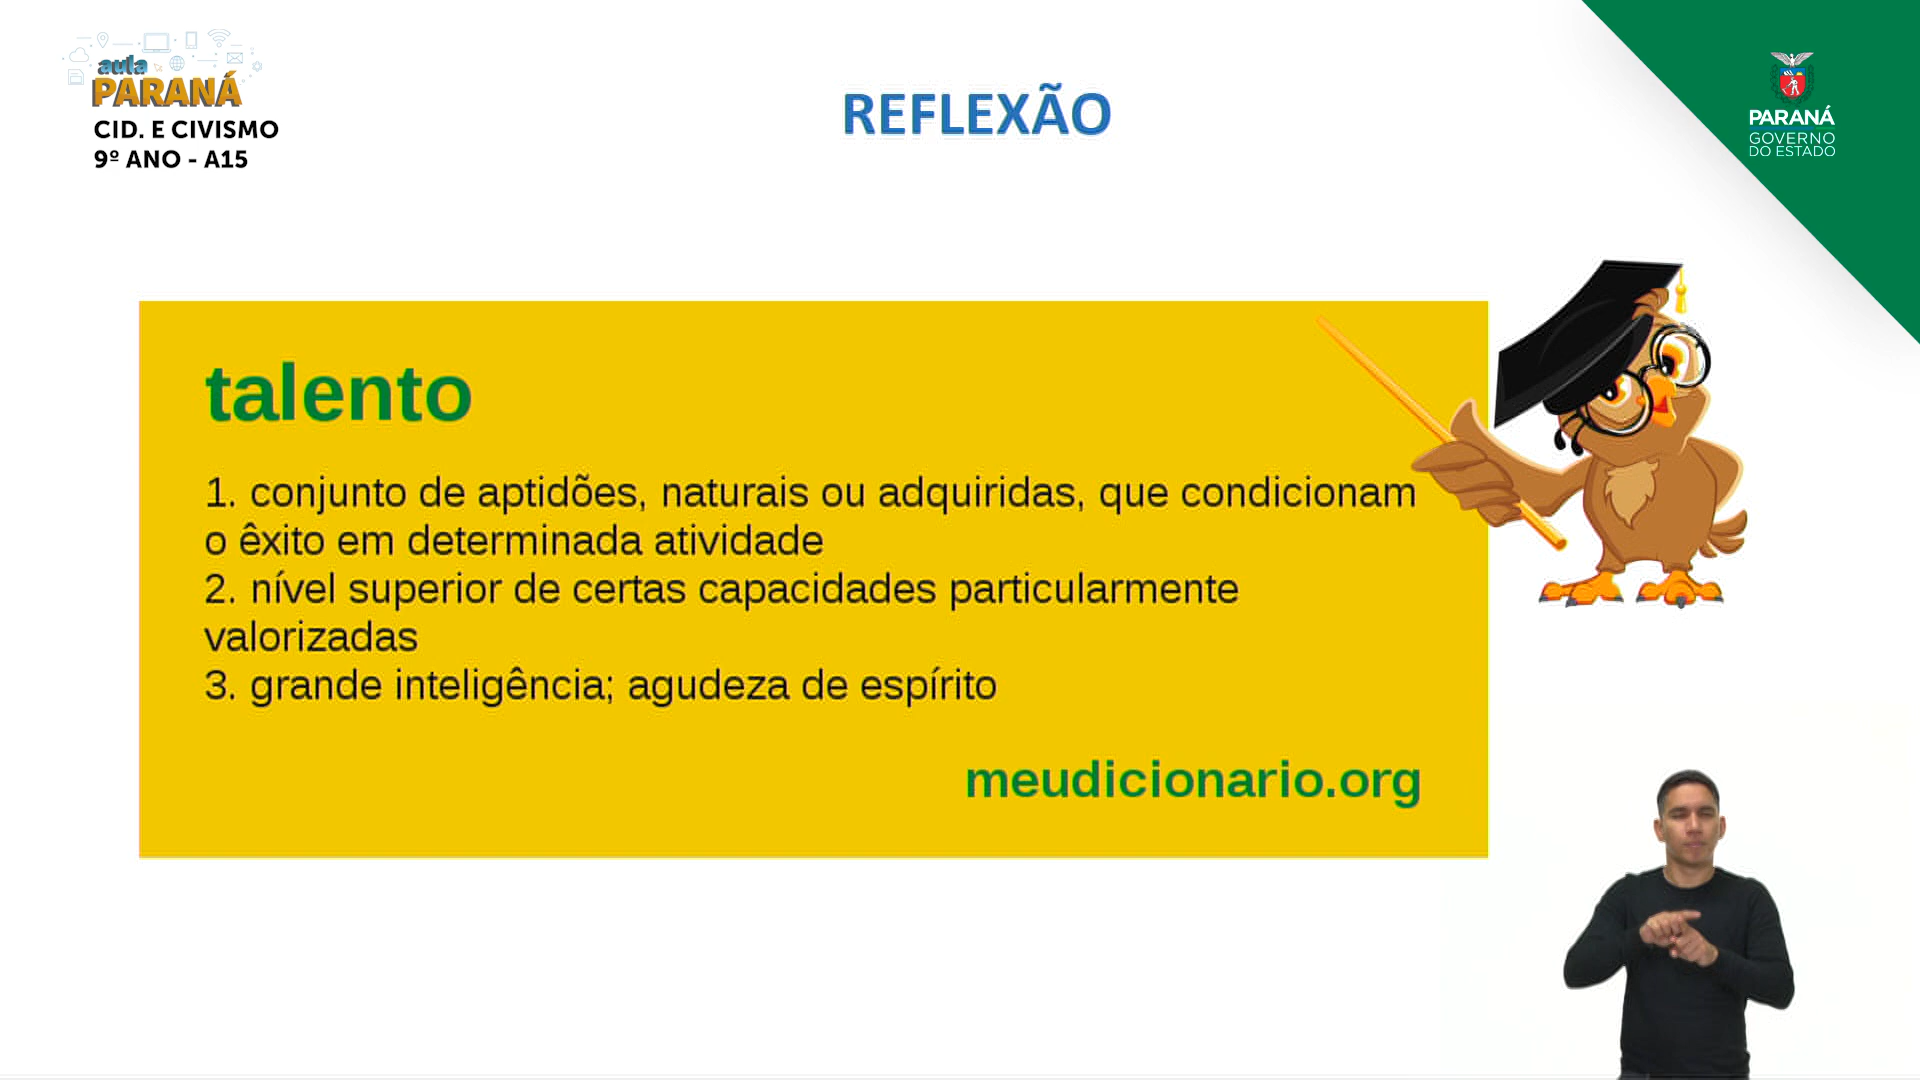 aula
PARANÁ
CID. E CIVISMO
9º ANO - A15
REFLEXÃO
PARANÁ
GOVERNO
DO ESTADO
talento
1. conjunto de aptidões, naturais ou adquiridas, que condicionam
o êxito em determinada atividade
2. nível superior de certas capacidades particularmente
valorizadas
3. grande inteligência; agudeza de espírito
meudicionario.org